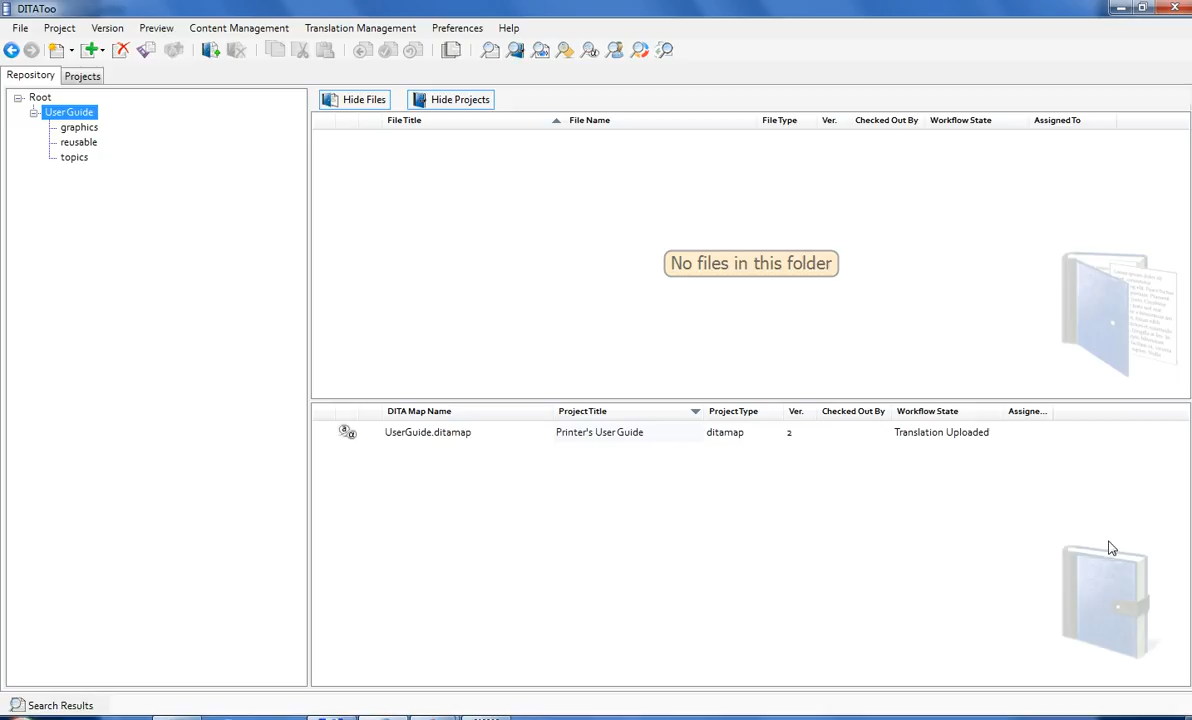 DITAToo
File Project Version Preview Content Management Translation Management Preferences Help
Repository Projects
Root
UserGuide
graphics
reusable
topics
Hide Files Hide Projects
File Title File Name File Type Ver. Checked Out By Workflow State Assigned To
No files in this folder
DITA Map Name Project Title Project Type Ver. Checked Out By Workflow State Assigne...
UserGuide.ditamap Printer's User Guide ditamap 2 Translation Uploaded
Search Results